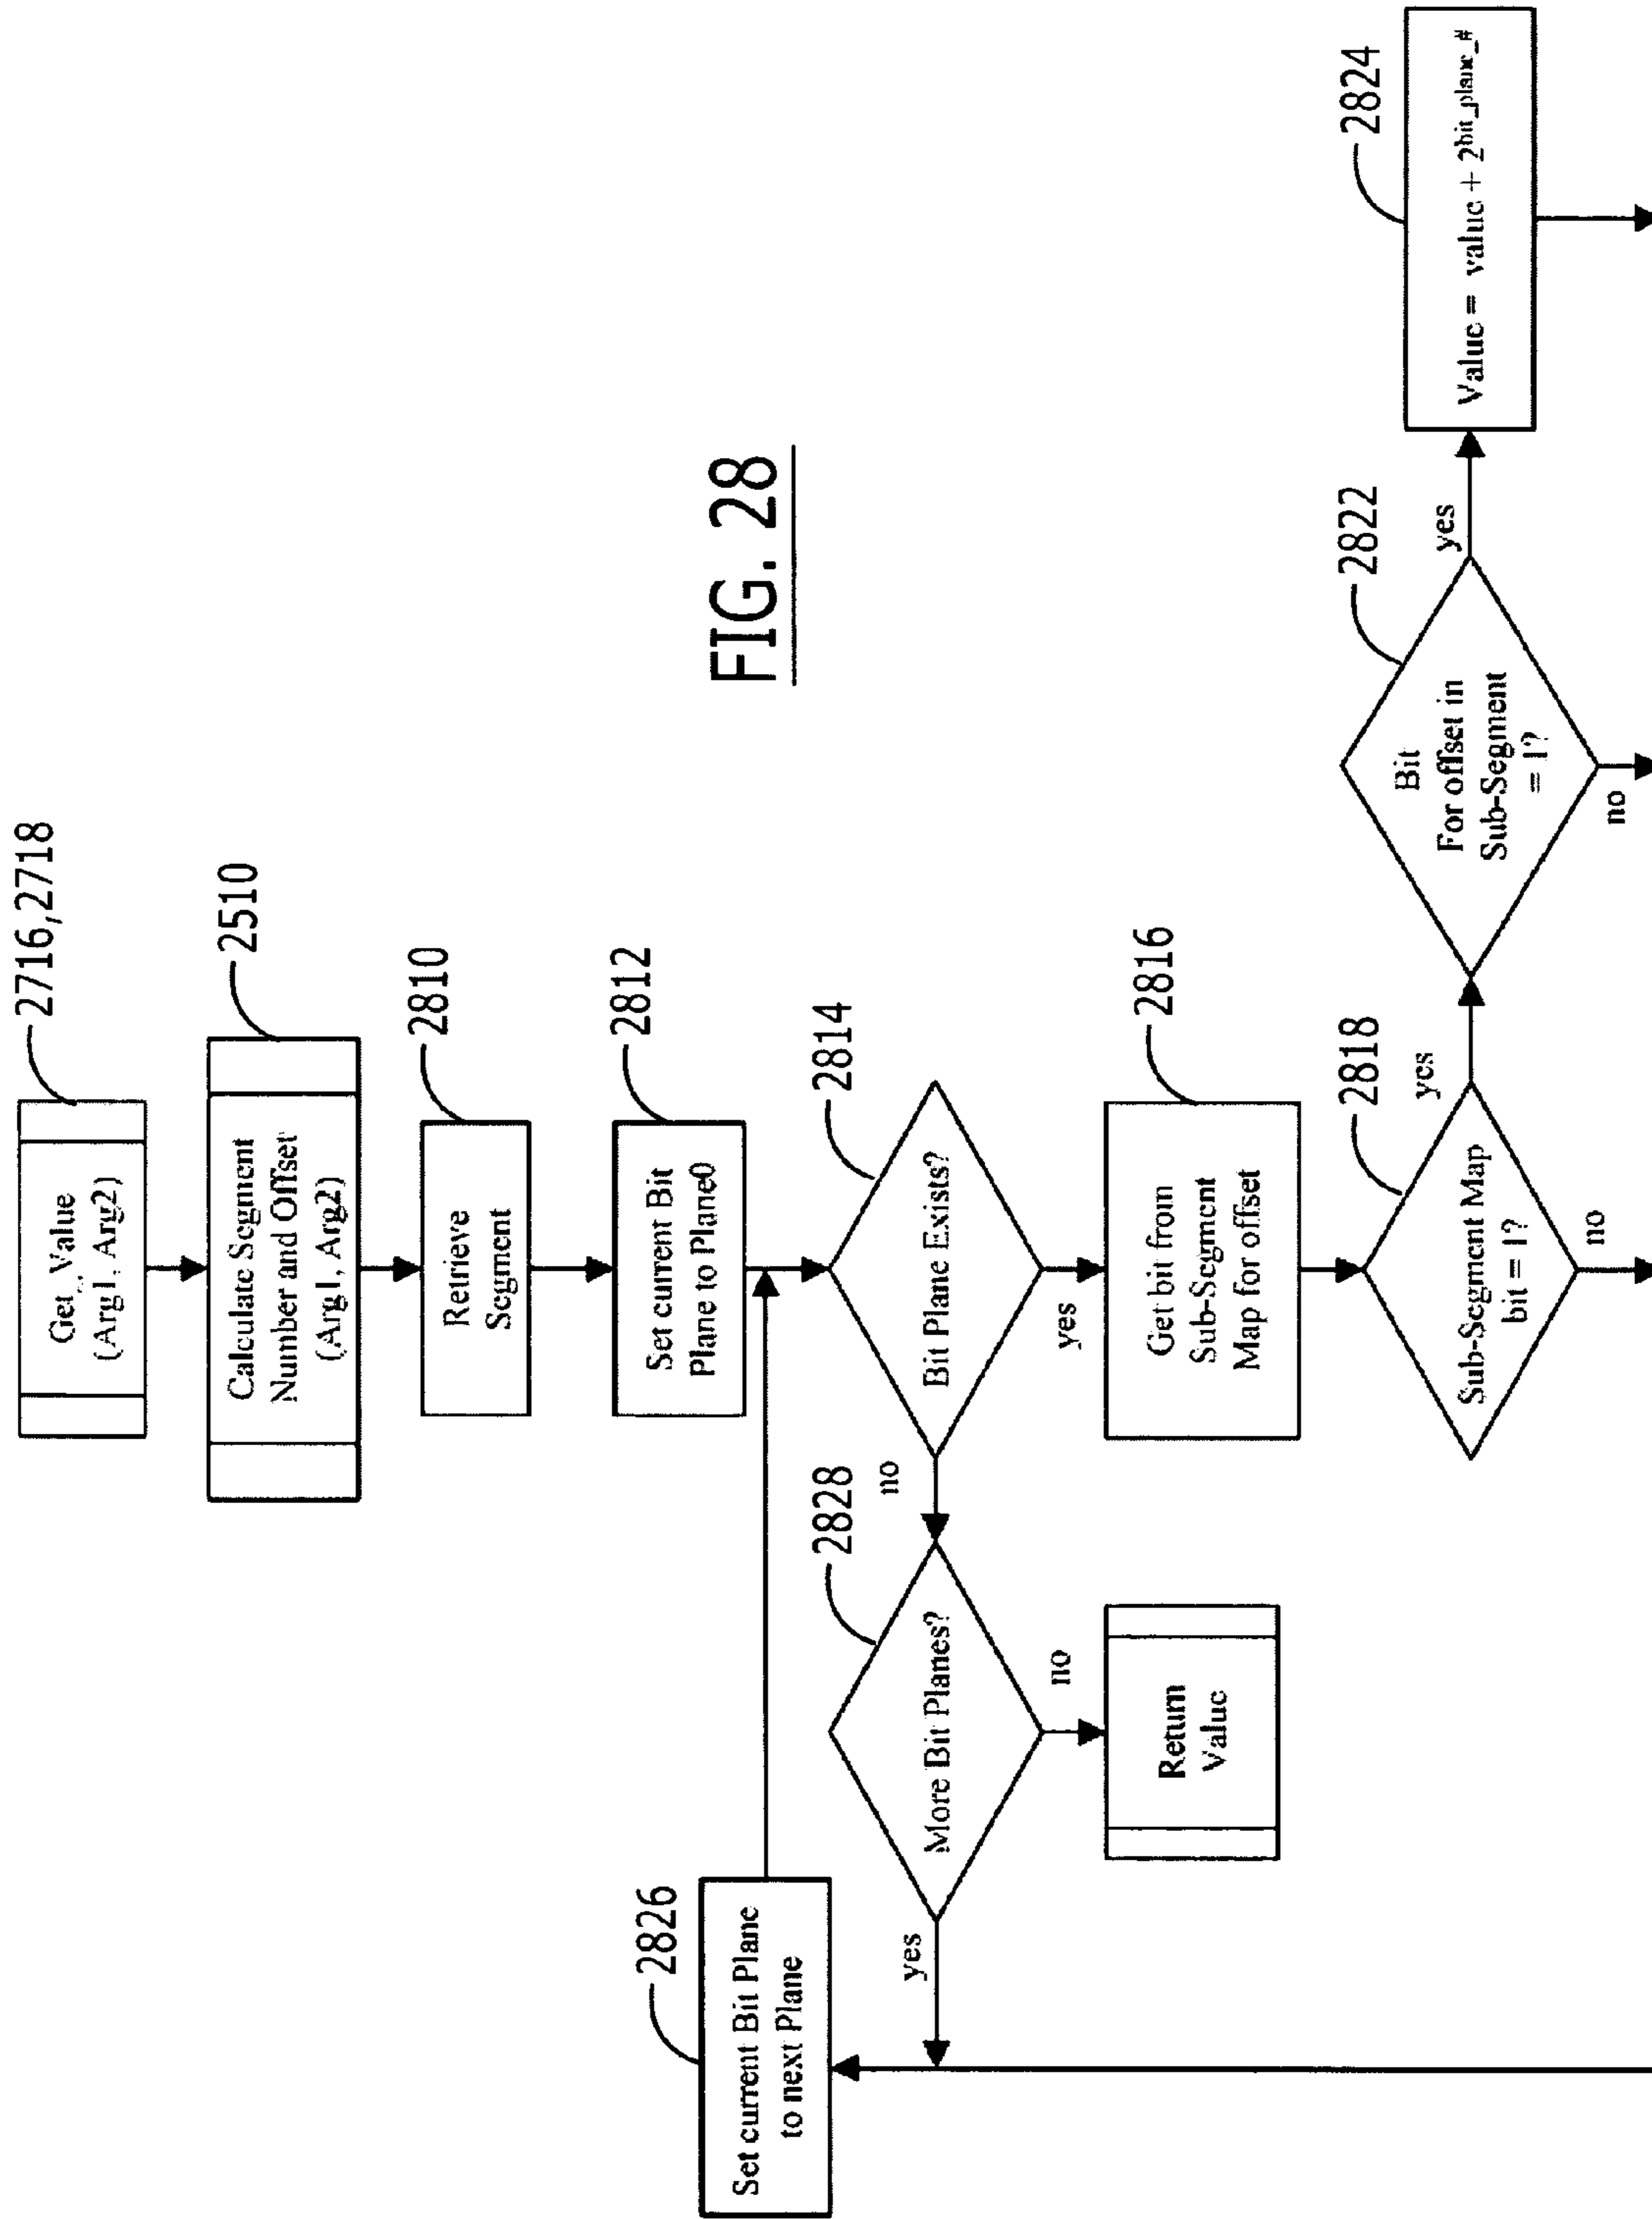 2716,2718
Get_Value
(Arg1, Arg2)
2510
Calculate Segment
Number and Offset
(Arg1, Arg2)
2810
Retrieve
Segment
2812
Set current Bit
Plane to Plane0
2814
Bit Plane Exists?
no
yes
2828
More Bit Planes?
yes
no
2826
Set current Bit Plane
to next Plane
Return
Value
2816
Get bit from
Sub-Segment
Map for offset
2818
Sub-Segment Map
bit = 1?
yes
no
2822
Bit
For offset in
Sub-Segment
= 1?
yes
no
2824
Value = value + 2^bit_plane_#
FIG. 28